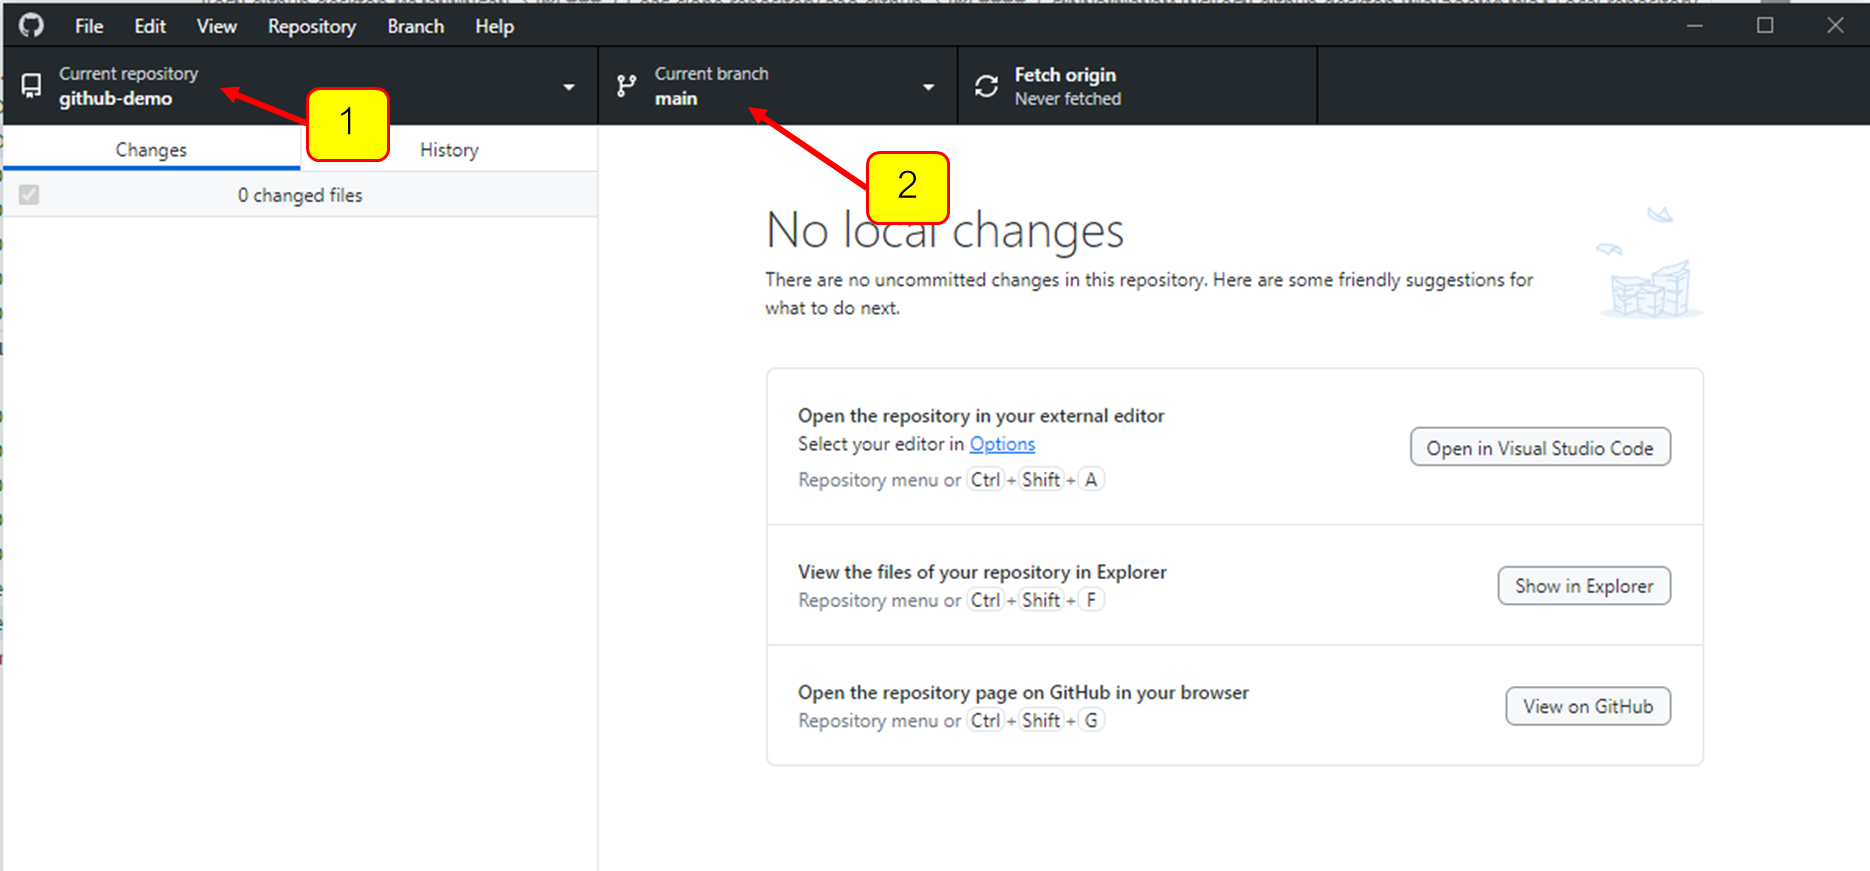 File Edit View Repository Branch Help
Current repository
github-demo
1
Current branch
main
2
Fetch origin
Never fetched
Changes
History
0 changed files
No local changes
There are no uncommitted changes in this repository. Here are some friendly suggestions for
what to do next.
Open the repository in your external editor
Select your editor in Options
Repository menu or Ctrl + Shift + A
Open in Visual Studio Code
View the files of your repository in Explorer
Repository menu or Ctrl + Shift + F
Show in Explorer
Open the repository page on GitHub in your browser
Repository menu or Ctrl + Shift + G
View on GitHub